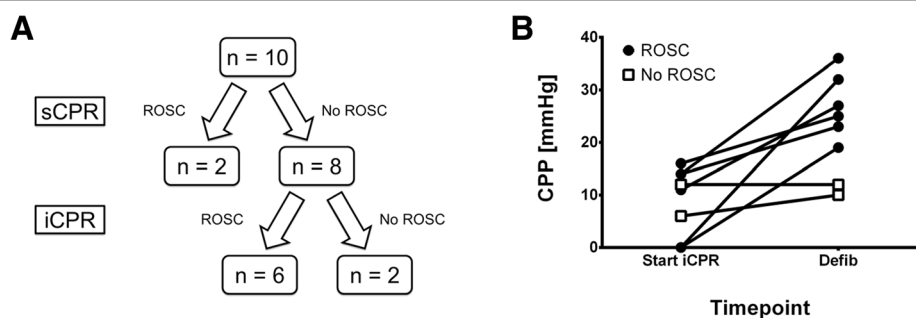 A
n = 10
sCPR
ROSC
No ROSC
n = 2
n = 8
iCPR
ROSC
No ROSC
n = 6
n = 2
B
CPP [mmHg]
40
30
20
10
0
ROSC
No ROSC
Start iCPR
Defib
Timepoint